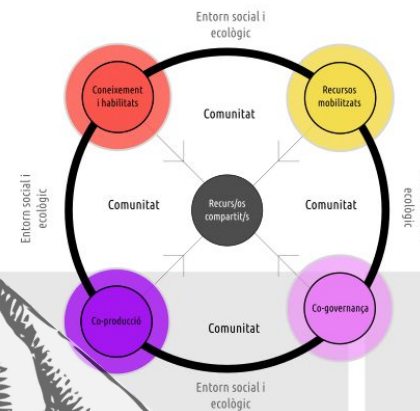 Entorn social i
ecològic
Coneixement
i habilitats
Recursos
mobilitzats
Comunitat
Entorn social i
ecològic
Comunitat
Recurs/os
compartit/s
Comunitat
ecològic
Co-producció
Comunitat
Co-governança
Entorn social i
ecològic